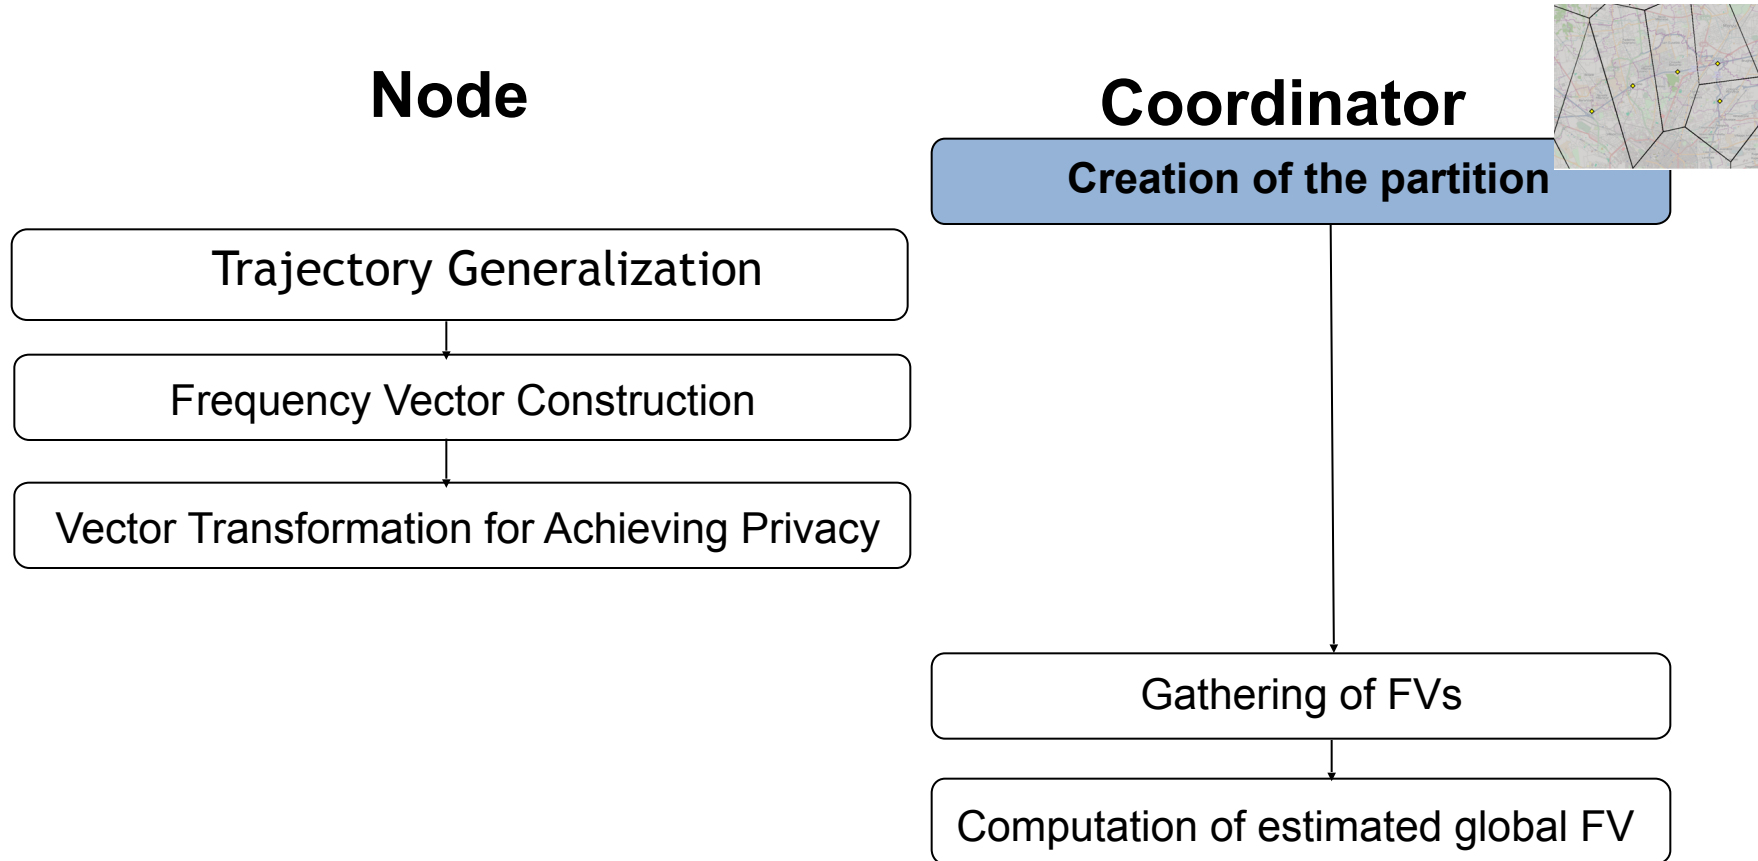 Node
Coordinator
Creation of the partition
Trajectory Generalization
Frequency Vector Construction
Vector Transformation for Achieving Privacy
Gathering of FVs
Computation of estimated global FV